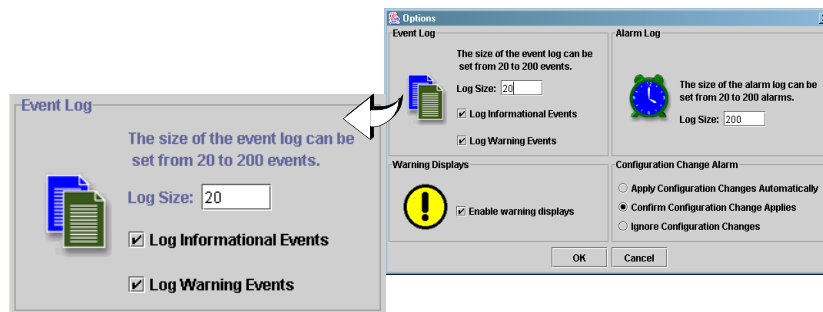 Options
Event Log
The size of the event log can be
set from 20 to 200 events.
Log Size: 20
Log Informational Events
Log Warning Events
Alarm Log
The size of the alarm log can be
set from 20 to 200 alarms.
Log Size: 200
Warning Displays
Enable warning displays
Configuration Change Alarm
Apply Configuration Changes Automatically
Confirm Configuration Change Applies
Ignore Configuration Changes
OK
Cancel
Event Log
The size of the event log can be
set from 20 to 200 events.
Log Size: 20
Log Informational Events
Log Warning Events